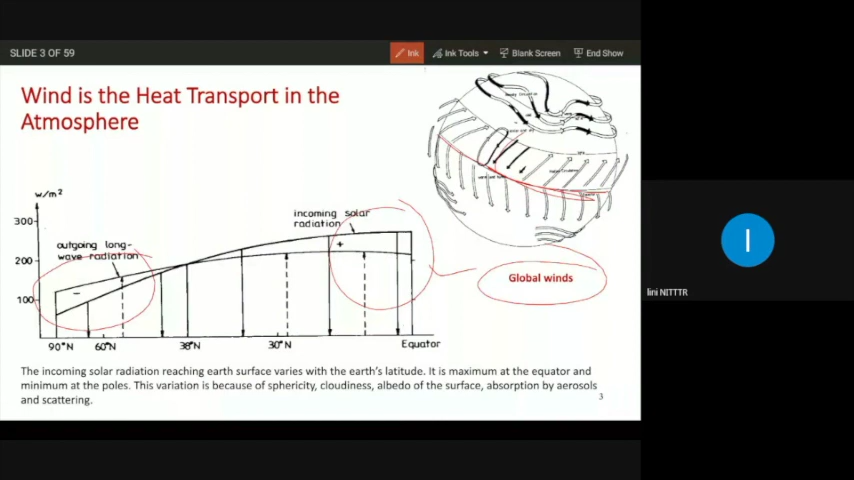 SLIDE 3 OF 59
Ink
Ink Tools
Blank Screen
End Show
Wind is the Heat Transport in the
Atmosphere
w/m²
300
200
100
outgoing long-
wave radiation
incoming solar
radiation
+
−
90°N
60°N
38°N
30°N
Equator
Global winds
The incoming solar radiation reaching earth surface varies with the earth's latitude. It is maximum at the equator and
minimum at the poles. This variation is because of sphericity, cloudiness, albedo of the surface, absorption by aerosols
and scattering.
3
I
lini NITTTR